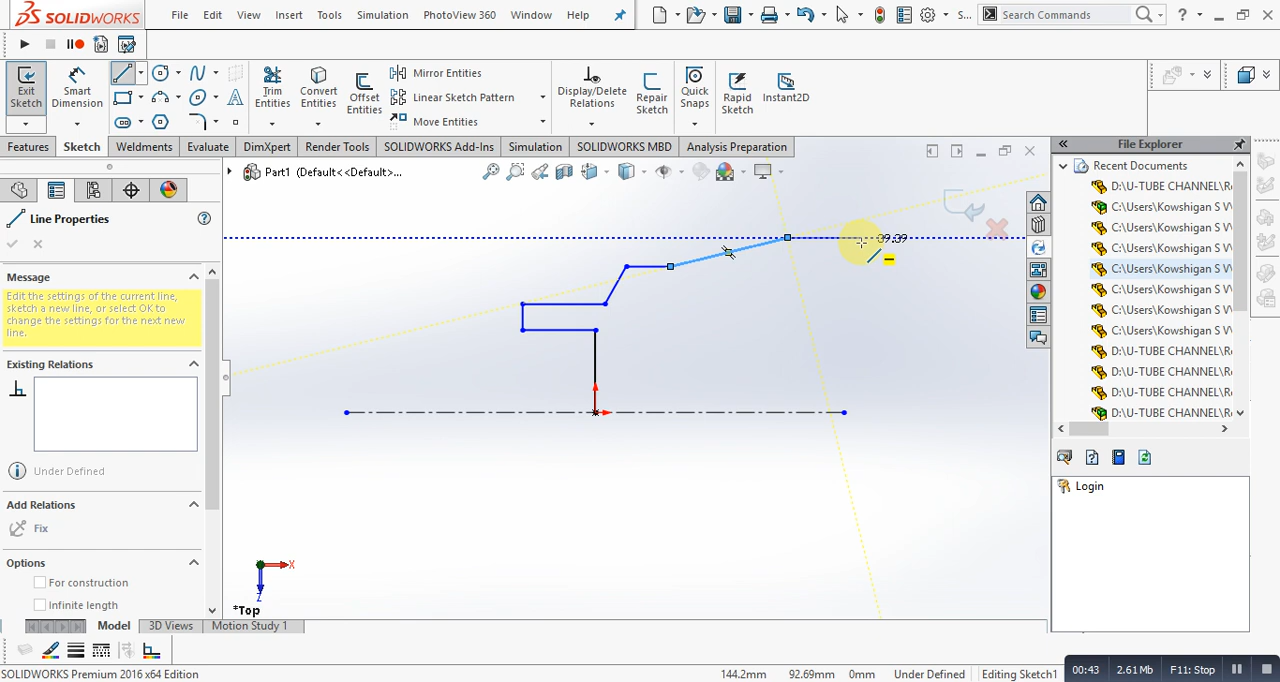 SOLIDWORKS
File Edit View Insert Tools Simulation PhotoView 360 Window Help
S...
Search Commands
?
Exit Sketch
Smart Dimension
Trim Entities
Convert Entities
Offset Entities
Mirror Entities
Linear Sketch Pattern
Move Entities
Display/Delete Relations
Repair Sketch
Quick Snaps
Rapid Sketch
Instant2D
Features Sketch Weldments Evaluate DimXpert Render Tools SOLIDWORKS Add-Ins Simulation SOLIDWORKS MBD Analysis Preparation
File Explorer
Part1 (Default<<Default>...
Recent Documents
D:\U-TUBE CHANNEL\R
C:\Users\Kowshigan S V
C:\Users\Kowshigan S V
C:\Users\Kowshigan S V
C:\Users\Kowshigan S V
C:\Users\Kowshigan S V
C:\Users\Kowshigan S V
C:\Users\Kowshigan S V
D:\U-TUBE CHANNEL\R
D:\U-TUBE CHANNEL\R
D:\U-TUBE CHANNEL\R
D:\U-TUBE CHANNEL\R
Login
Line Properties
?
Message
Edit the settings of the current line, sketch a new line, or select OK to change the settings for the next new line.
Existing Relations
Under Defined
Add Relations
Fix
Options
For construction
Infinite length
39.39
X
Z
*Top
Model 3D Views Motion Study 1
SOLIDWORKS Premium 2016 x64 Edition
144.2mm 92.69mm 0mm Under Defined Editing Sketch1
00:43 2.61 Mb F11: Stop